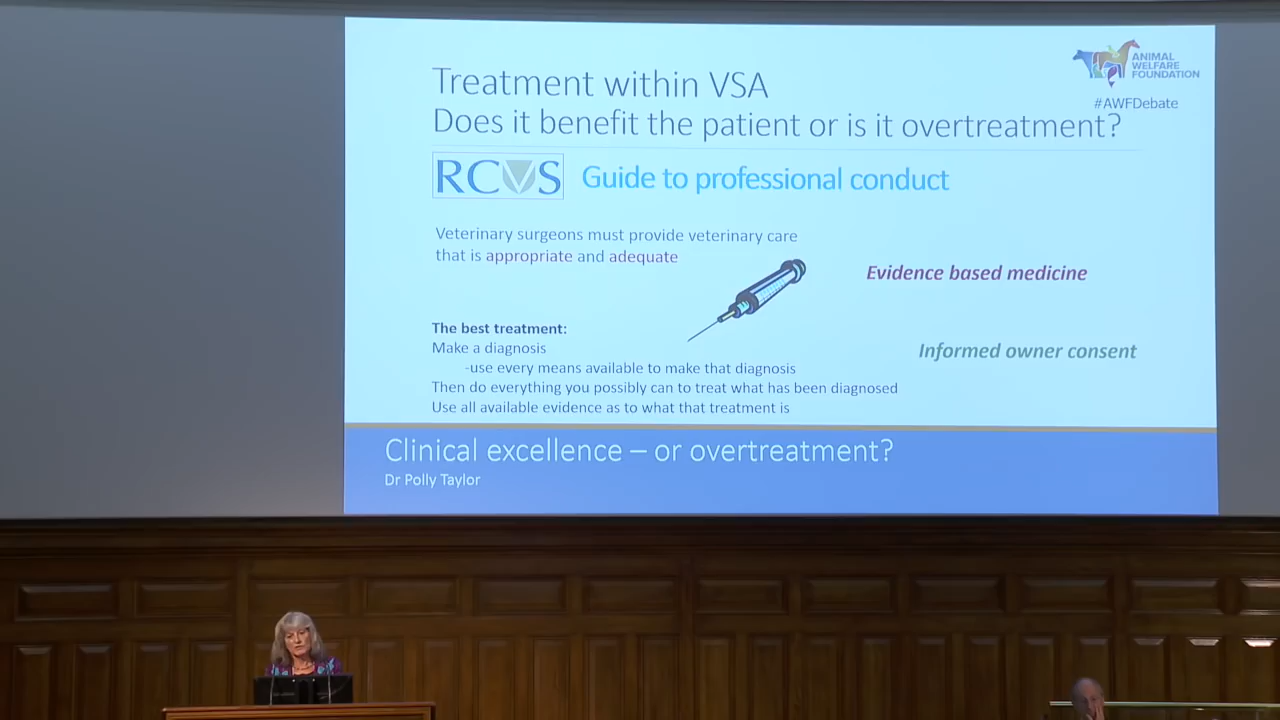 ANIMAL
WELFARE
FOUNDATION
#AWFDebate
Treatment within VSA
Does it benefit the patient or is it overtreatment?
RCVS
Guide to professional conduct
Veterinary surgeons must provide veterinary care
that is appropriate and adequate
Evidence based medicine
Informed owner consent
The best treatment:
Make a diagnosis
-use every means available to make that diagnosis
Then do everything you possibly can to treat what has been diagnosed
Use all available evidence as to what that treatment is
Clinical excellence – or overtreatment?
Dr Polly Taylor